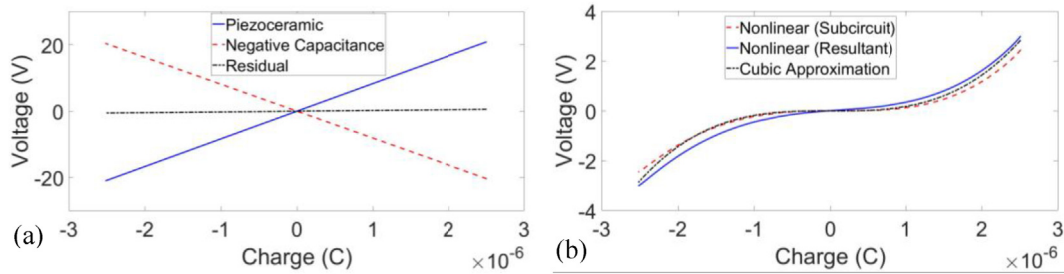 Piezoceramic
Negative Capacitance
Residual
20
0
-20
Voltage (V)
-3
-2
-1
0
1
2
3
Charge (C)
×10⁻⁶
(a)
Nonlinear (Subcircuit)
Nonlinear (Resultant)
Cubic Approximation
4
2
0
-2
-4
Voltage (V)
-3
-2
-1
0
1
2
3
Charge (C)
×10⁻⁶
(b)